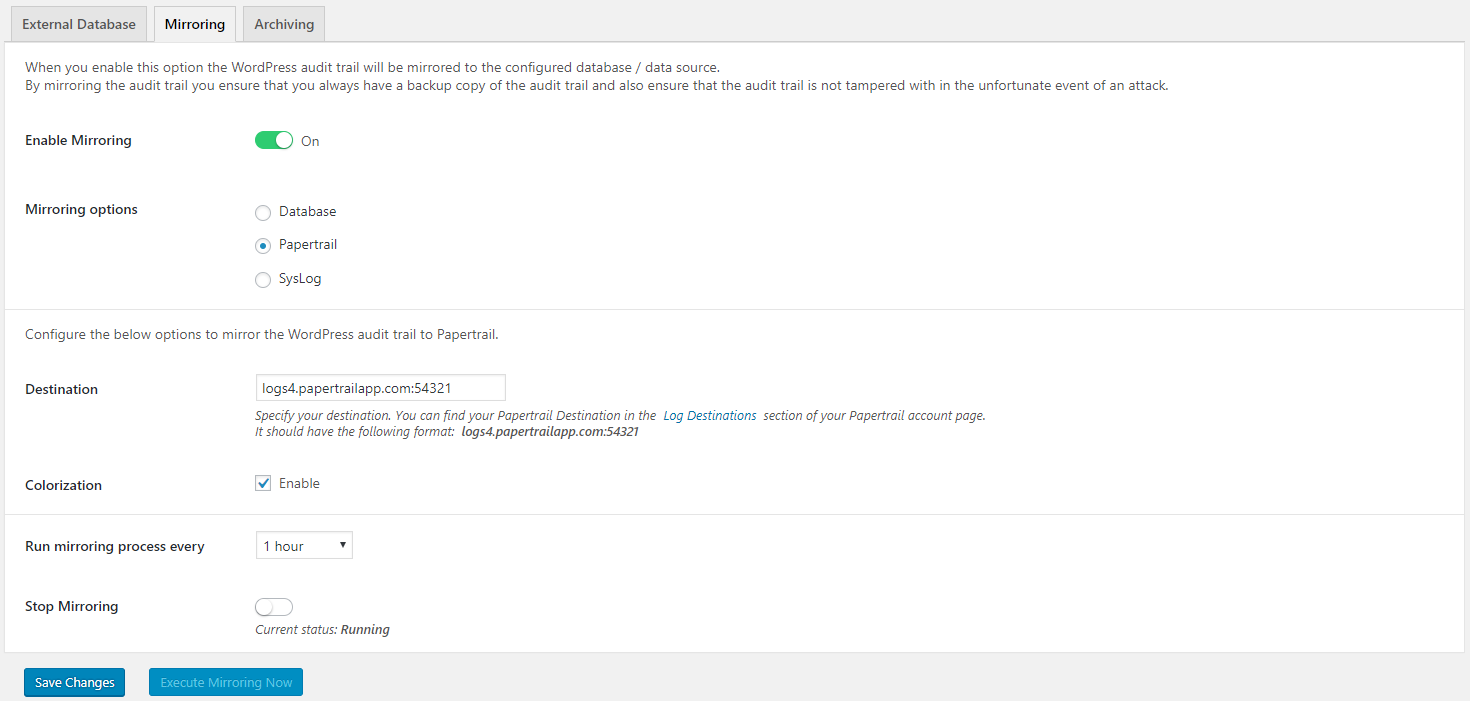 External Database Mirroring Archiving
When you enable this option the WordPress audit trail will be mirrored to the configured database / data source.
By mirroring the audit trail you ensure that you always have a backup copy of the audit trail and also ensure that the audit trail is not tampered with in the unfortunate event of an attack.
Enable Mirroring On
Mirroring options Database
Papertrail
SysLog
Configure the below options to mirror the WordPress audit trail to Papertrail.
Destination logs4.papertrailapp.com:54321
Specify your destination. You can find your Papertrail Destination in the Log Destinations section of your Papertrail account page.
It should have the following format: logs4.papertrailapp.com:54321
Colorization Enable
Run mirroring process every 1 hour
Stop Mirroring
Current status: Running
Save Changes Execute Mirroring Now